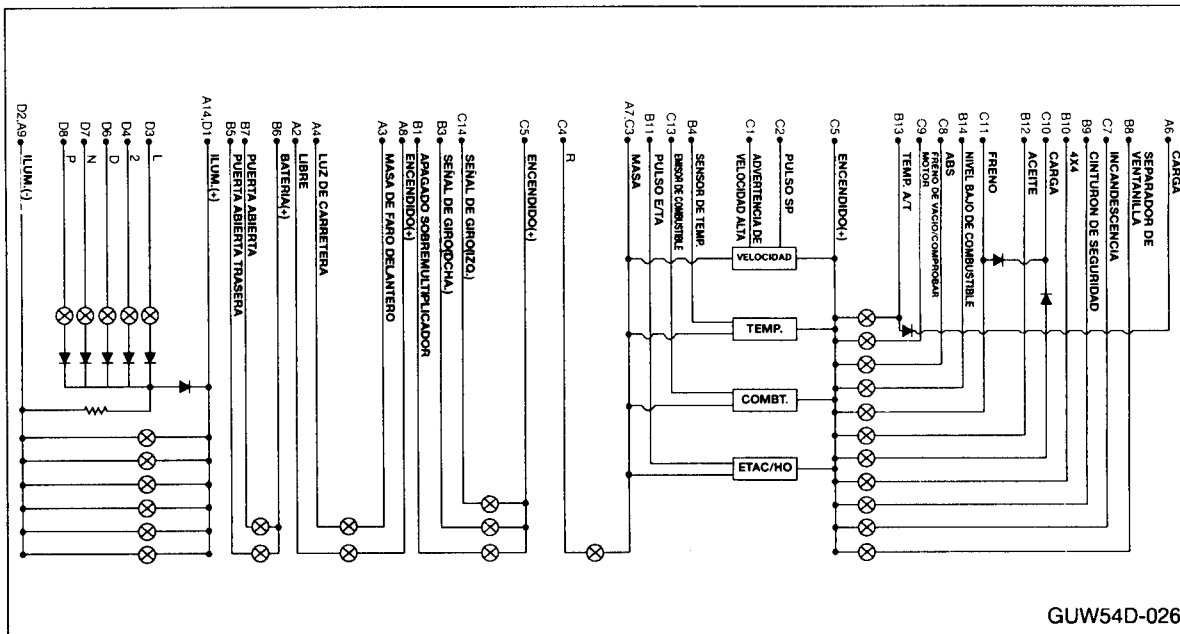 D2,A9 ILUM.(-)
D8 P
D7 N
D6 D
D4 2
D3 L
A14,D1 ILUM.(+)
B5 PUERTA ABIERTA TRASERA
B7 PUERTA ABIERTA
B6 BATERIA(+)
A2 LIBRE
A4 LUZ DE CARRETERA
A3 MASA DE FARO DELANTERO
A8 ENCENDIDO(+)
B1 APAGADO SOBREMULTIPLICADOR
B3 SEÑAL DE GIRO(DCHA.)
C14 SEÑAL DE GIRO(IZQ.)
C5 ENCENDIDO(+)
C4 R
A7,C3 MASA
B11 PULSO E/TA
C13 EMISOR DE COMBUSTIBLE
B4 SENSOR DE TEMP.
C1 ADVERTENCIA DE
VELOCIDAD ALTA
C2 PULSO SP
C5 ENCENDIDO(+)
B13 TEMP. A/T
C9 FRENO DE VACIO/COMPROBAR
MOTOR
C8 ABS
B14 NIVEL BAJO DE COMBUSTIBLE
C11 FRENO
B12 ACEITE
C10 CARGA
B10 4X4
B9 CINTURON DE SEGURIDAD
C7 INCANDESCENCIA
B8 SEPARADOR DE
VENTANILLA
A6 CARGA
VELOCIDAD
TEMP.
COMBT.
ETAC/HO
GUW54D-026